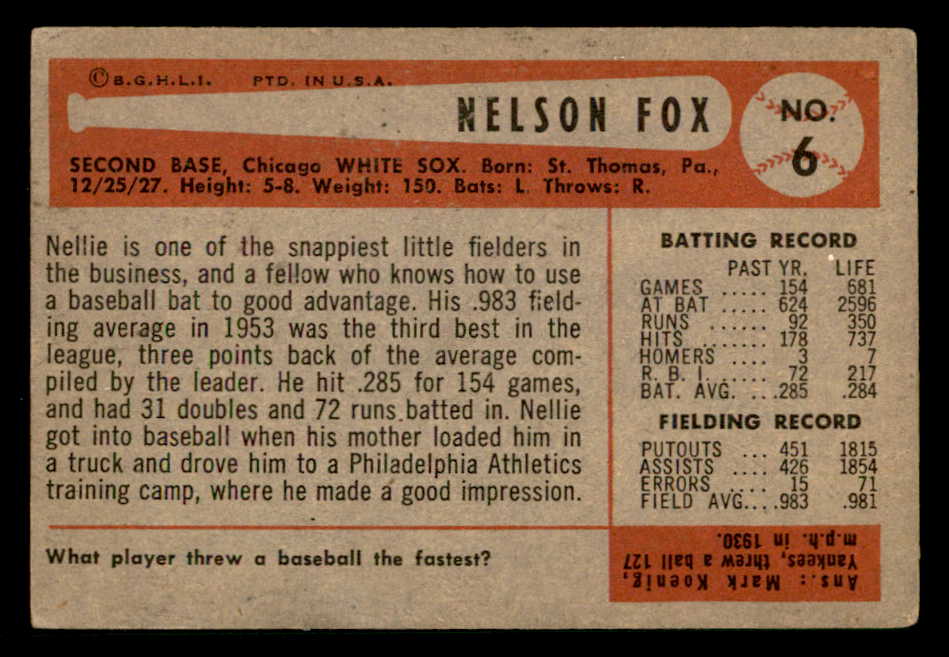 ©B.G.H.L.I. PTD. IN U.S.A.
NELSON FOX
NO.
6
SECOND BASE, Chicago WHITE SOX. Born: St. Thomas, Pa.,
12/25/27. Height: 5-8. Weight: 150. Bats: L. Throws: R.
Nellie is one of the snappiest little fielders in
the business, and a fellow who knows how to use
a baseball bat to good advantage. His .983 field-
ing average in 1953 was the third best in the
league, three points back of the average com-
piled by the leader. He hit .285 for 154 games,
and had 31 doubles and 72 runs batted in. Nellie
got into baseball when his mother loaded him in
a truck and drove him to a Philadelphia Athletics
training camp, where he made a good impression.
What player threw a baseball the fastest?
BATTING RECORD
PAST YR. LIFE
GAMES ..... 154 681
AT BAT ..... 624 2596
RUNS ...... 92 350
HITS ....... 178 737
HOMERS .... 3 7
R. B. I. ..... 72 217
BAT. AVG. ...285 .284
FIELDING RECORD
PUTOUTS ... 451 1815
ASSISTS .... 426 1854
ERRORS .... 15 71
FIELD AVG....983 .981
Ans.: Mark Koenig,
Yankees, threw a ball 127
m.p.h. in 1930.